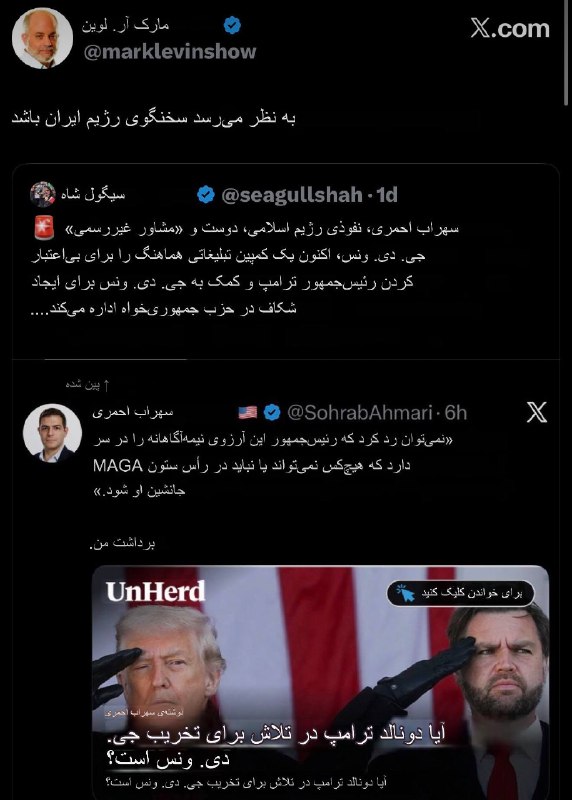 مارک آر. لوین
@marklevinshow
X.com
به نظر می‌رسد سخنگوی رژیم ایران باشد
سیگول شاه @seagullshah · 1d
سهراب احمری، نفوذی رژیم اسلامی، دوست و «مشاور غیررسمی»
جی. دی. ونس، اکنون یک کمپین تبلیغاتی هماهنگ را برای بی‌اعتبار
کردن رئیس‌جمهور ترامپ و کمک به جی. دی. ونس برای ایجاد
شکاف در حزب جمهوری‌خواه اداره می‌کند....
↑ پین شده
سهراب احمری @SohrabAhmari · 6h
«نمی‌توان رد کرد که رئیس‌جمهور این آرزوی نیمه‌آگاهانه را در سر
دارد که هیچ‌کس نمی‌تواند یا نباید در رأس ستون MAGA
جانشین او شود.»
برداشت من.
UnHerd
برای خواندن کلیک کنید
نوشته‌ی سهراب احمری
آیا دونالد ترامپ در تلاش برای تخریب جی.
دی. ونس است؟
آیا دونالد ترامپ در تلاش برای تخریب جی. دی. ونس است؟